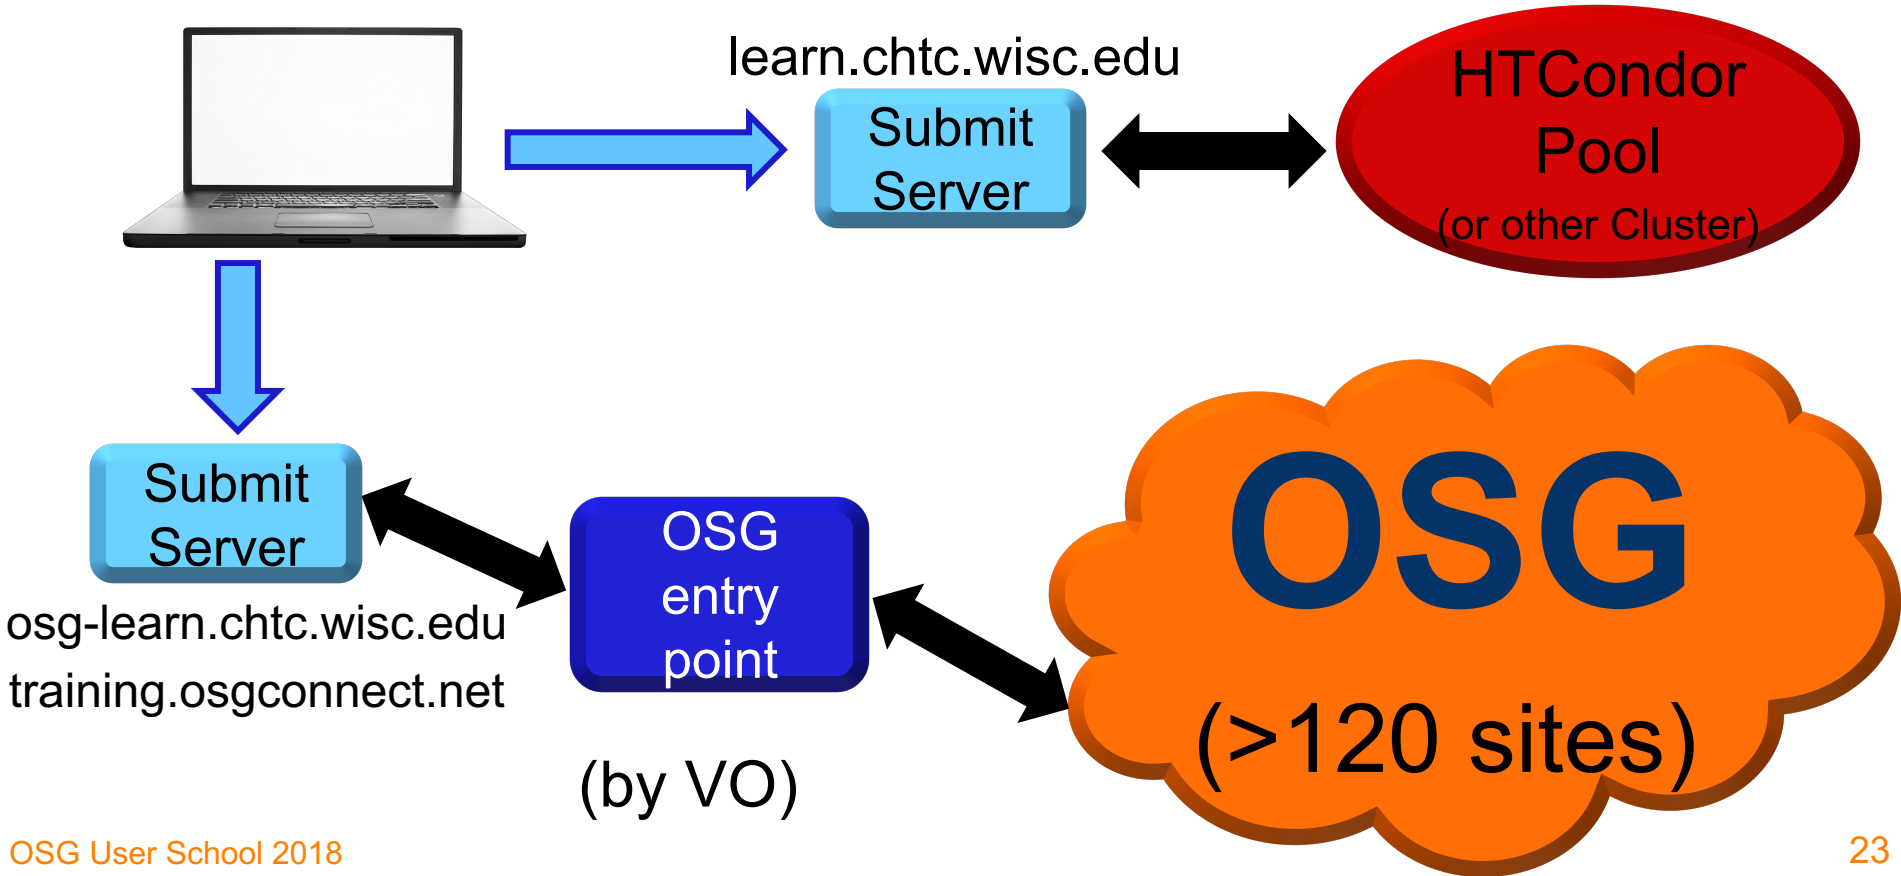 learn.chtc.wisc.edu
Submit
Server
HTCondor
Pool
(or other Cluster)
Submit
Server
osg-learn.chtc.wisc.edu
training.osgconnect.net
OSG
entry
point
(by VO)
OSG
(>120 sites)
OSG User School 2018
23